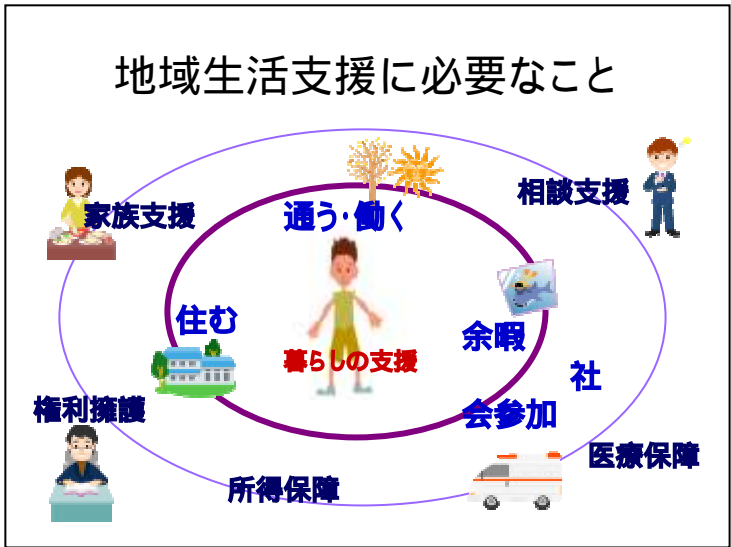 地域生活支援に必要なこと
相談支援
家族支援
通う・働く
住む
余暇
暮らしの支援
社
会参加
権利擁護
医療保障
所得保障